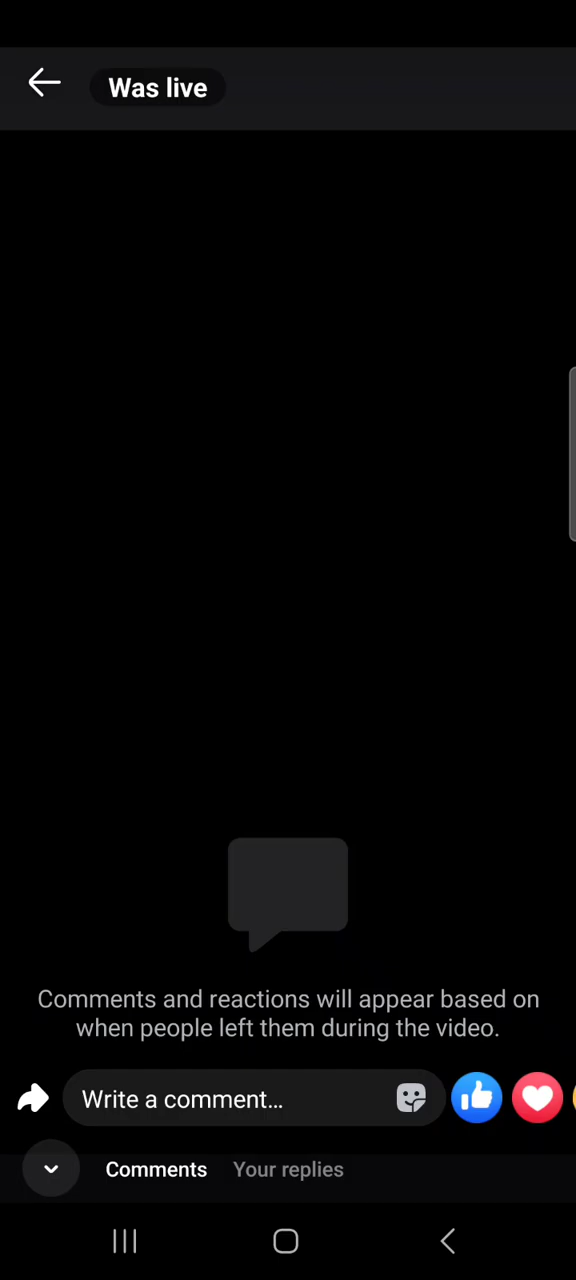 Was live
Comments and reactions will appear based on
when people left them during the video.
Write a comment...
Comments Your replies